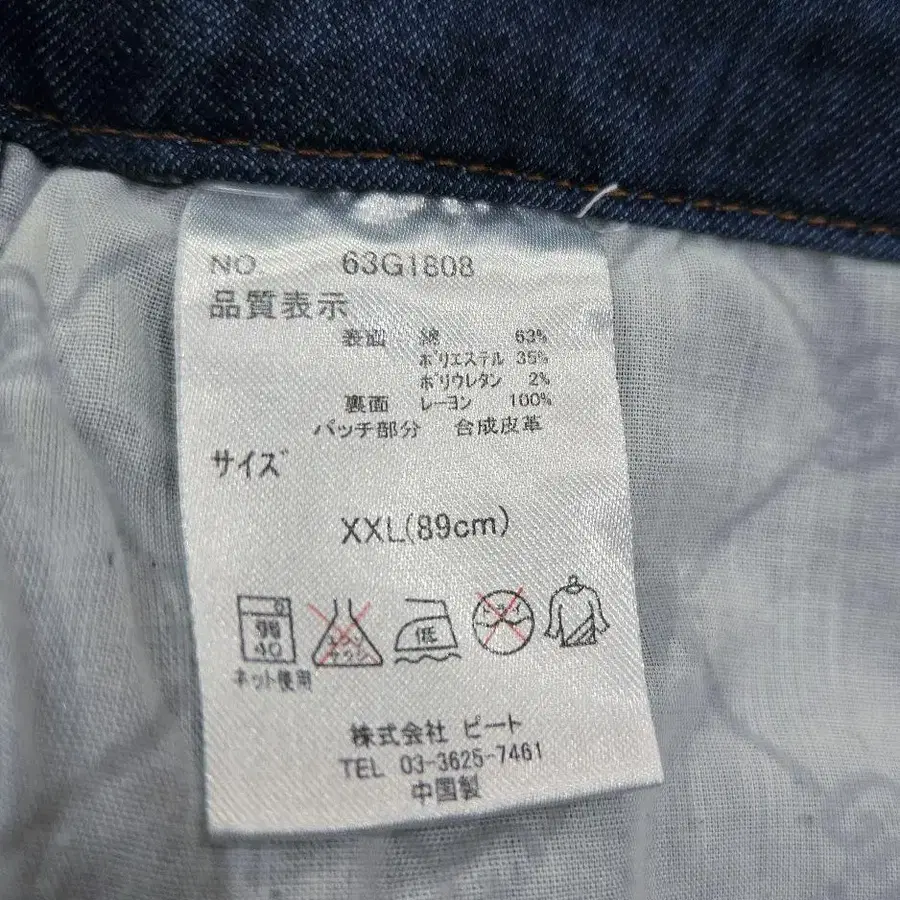 NO. 63G1808
品質表示
表面 綿 63%
ポリエステル 35%
ポリウレタン 2%
裏面 レーヨン 100%
パッチ部分 合成皮革
サイズ
XXL(89cm)
40
低
ネット使用
株式会社 ビート
TEL 03-3625-7461
中国製